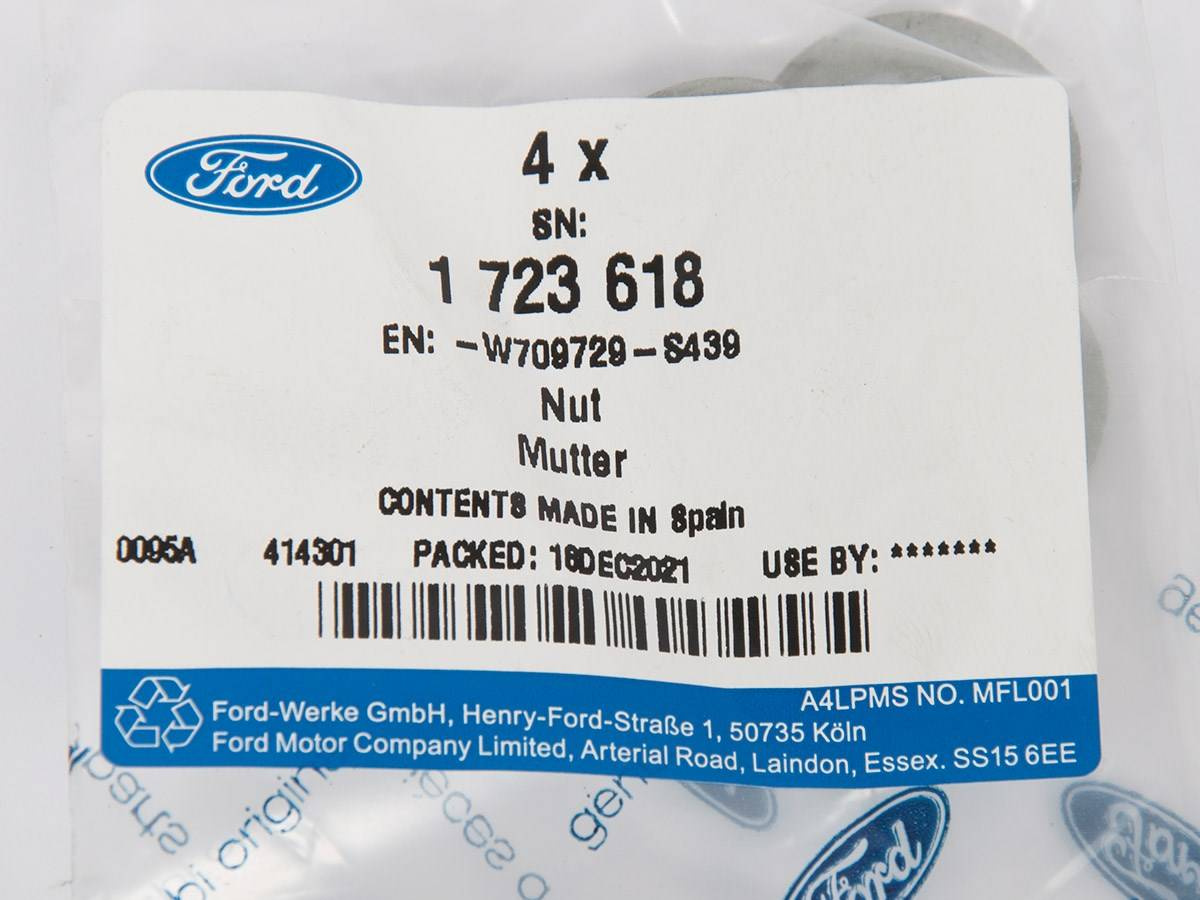 Ford
4 x
SN:
1 723 618
EN: -W709729-S439
Nut
Mutter
CONTENTS MADE IN Spain
0095A 414301 PACKED: 16DEC2021 USE BY: *******
A4LPMS NO. MFL001
Ford-Werke GmbH, Henry-Ford-Straße 1, 50735 Köln
Ford Motor Company Limited, Arterial Road, Laindon, Essex. SS15 6EE
Ford